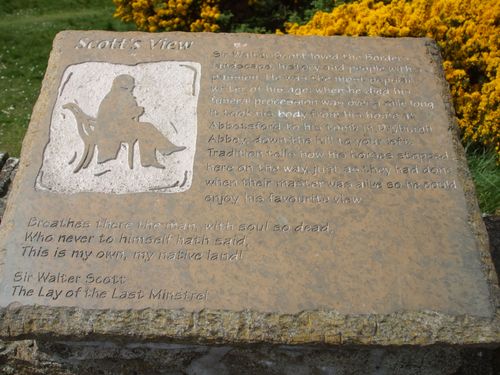 Scott's View
Sir Walter Scott loved the Borders
landscape, history and people with a
passion. He was the most popular
writer of his age: when he died his
funeral procession was over a mile long.
It took his body from his home at
Abbotsford to his tomb in Dryburgh
Abbey, down the hill to your left.
Tradition tells how his horses stopped
here on the way, just as they had done
when their master was alive so he could
enjoy his favourite view.
Breathes there the man, with soul so dead,
Who never to himself hath said,
This is my own, my native land!
Sir Walter Scott
The Lay of the Last Minstrel